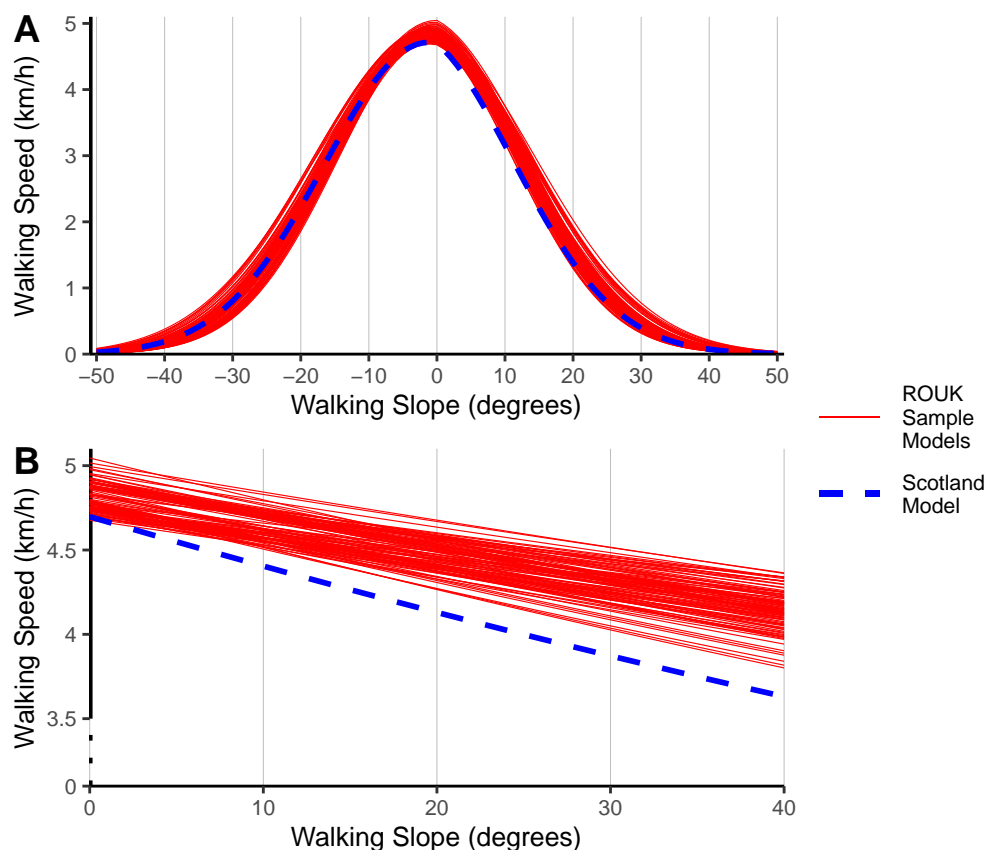 A
Walking Speed (km/h)
5
4
3
2
1
0
−50 −40 −30 −20 −10 0 10 20 30 40 50
Walking Slope (degrees)
ROUK
Sample
Models
Scotland
Model
B
Walking Speed (km/h)
5
4.5
4
3.5
0
0 10 20 30 40
Walking Slope (degrees)